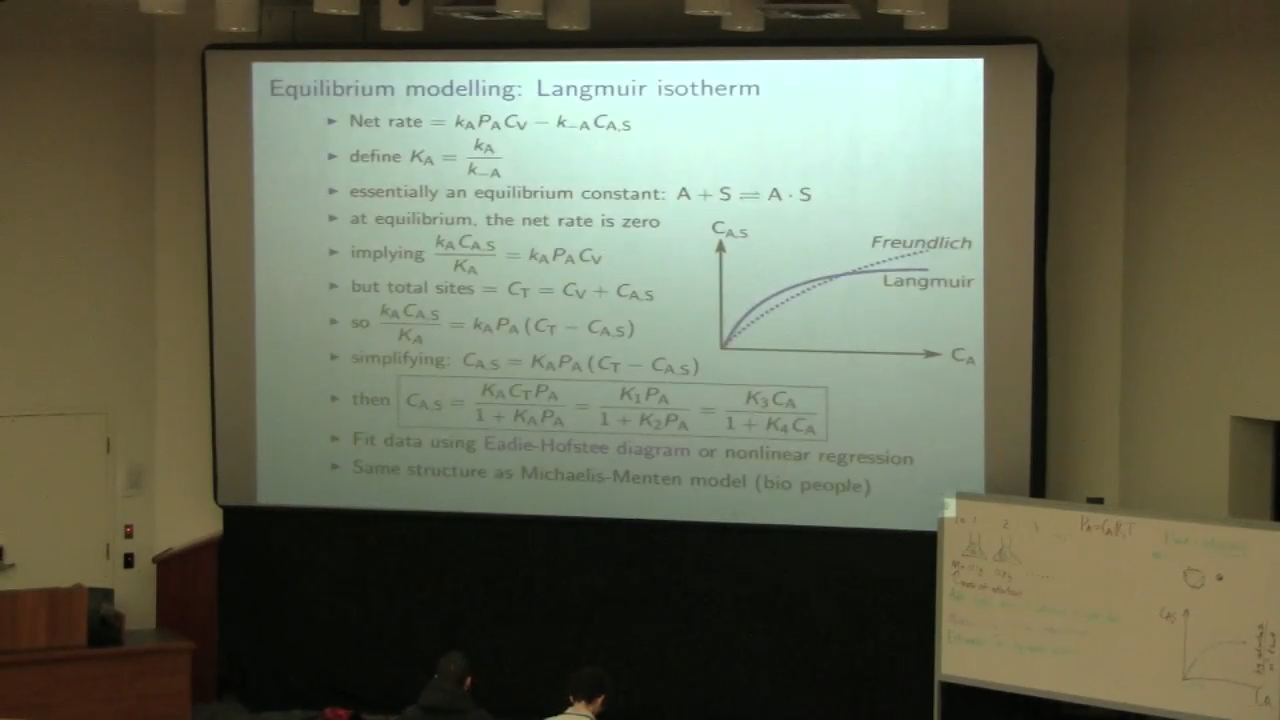 Equilibrium modelling: Langmuir isotherm
▸ Net rate = k_A P_A C_V − k_−A C_A.S
▸ define K_A = k_A / k_−A
▸ essentially an equilibrium constant: A + S ⇌ A · S
▸ at equilibrium, the net rate is zero
▸ implying k_A C_A.S / K_A = k_A P_A C_V
▸ but total sites = C_T = C_V + C_A.S
▸ so k_A C_A.S / K_A = k_A P_A (C_T − C_A.S)
▸ simplifying: C_A.S = K_A P_A (C_T − C_A.S)
▸ then C_A.S = K_A C_T P_A / 1 + K_A P_A = K_1 P_A / 1 + K_2 P_A = K_3 C_A / 1 + K_4 C_A
▸ Fit data using Eadie-Hofstee diagram or nonlinear regression
▸ Same structure as Michaelis-Menten model (bio people)
C_A.S
Freundlich
Langmuir
C_A
2
C_AS
C_A